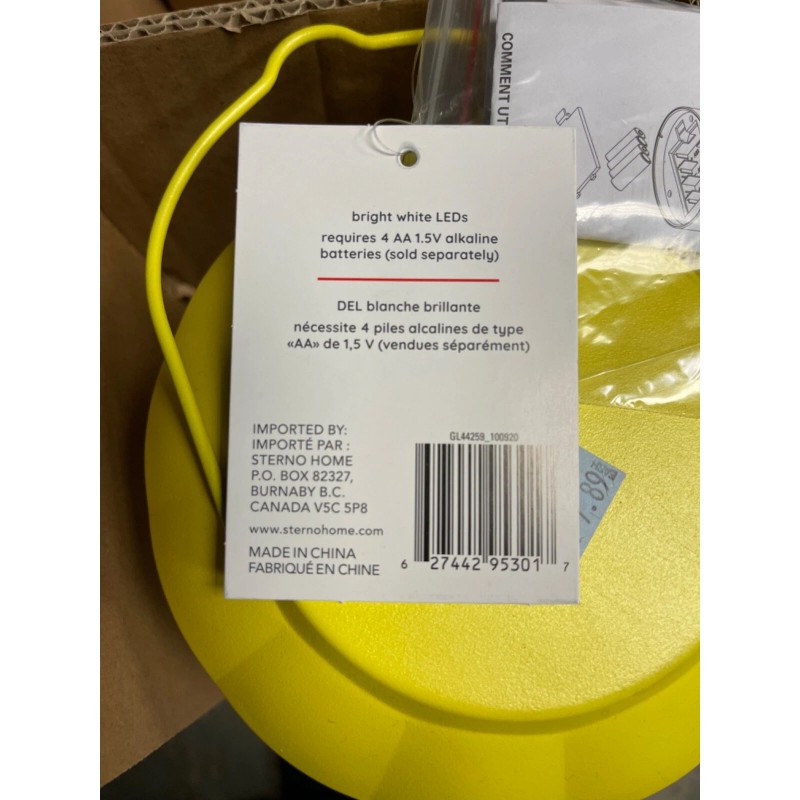 COMMENT UT
bright white LEDs
requires 4 AA 1.5V alkaline
batteries (sold separately)
DEL blanche brillante
nécessite 4 piles alcalines de type
«AA» de 1,5 V (vendues séparément)
IMPORTED BY:
IMPORTÉ PAR :
STERNO HOME
P.O. BOX 82327,
BURNABY B.C.
CANADA V5C 5P8
www.sternohome.com
MADE IN CHINA
FABRIQUÉ EN CHINE
GL44259_100920
6 27442 95301 7